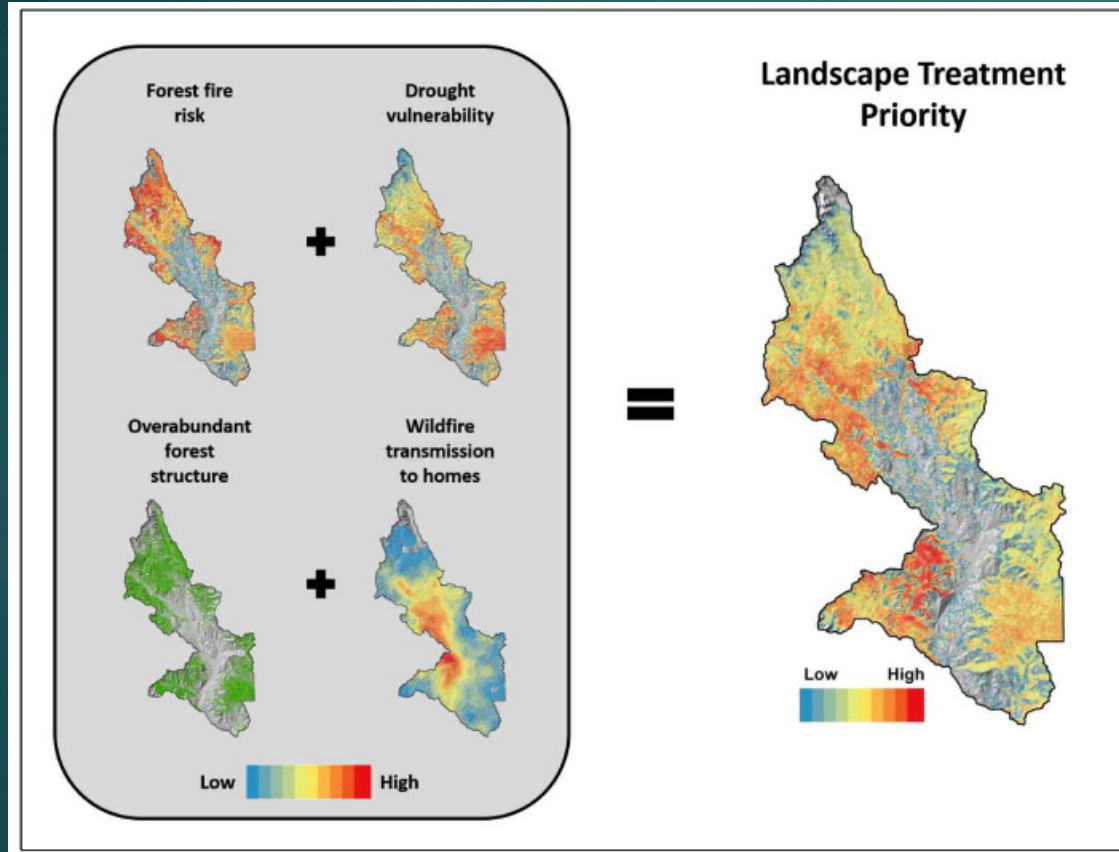 Forest fire
risk
Drought
vulnerability
+
Overabundant
forest
structure
Wildfire
transmission
to homes
+
Low High
=
Landscape Treatment
Priority
Low High